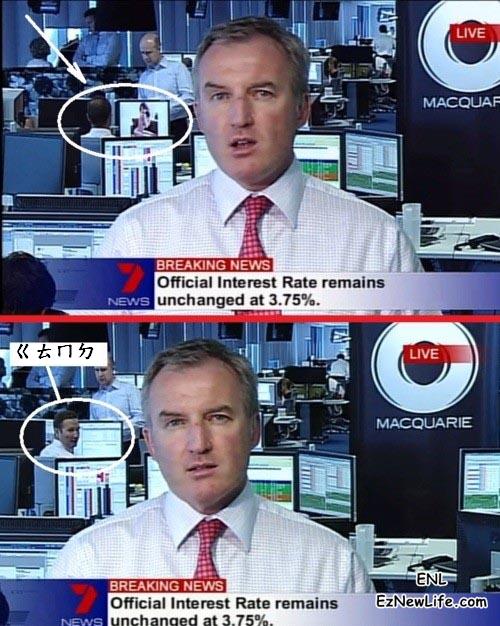 LIVE
MACQUAR
BREAKING NEWS
7 Official Interest Rate remains
NEWS unchanged at 3.75%.
ㄍㄊㄇㄉ
LIVE
MACQUARIE
BREAKING NEWS
7 Official Interest Rate remains
NEWS unchanged at 3.75%.
ENL
EzNewLife.com